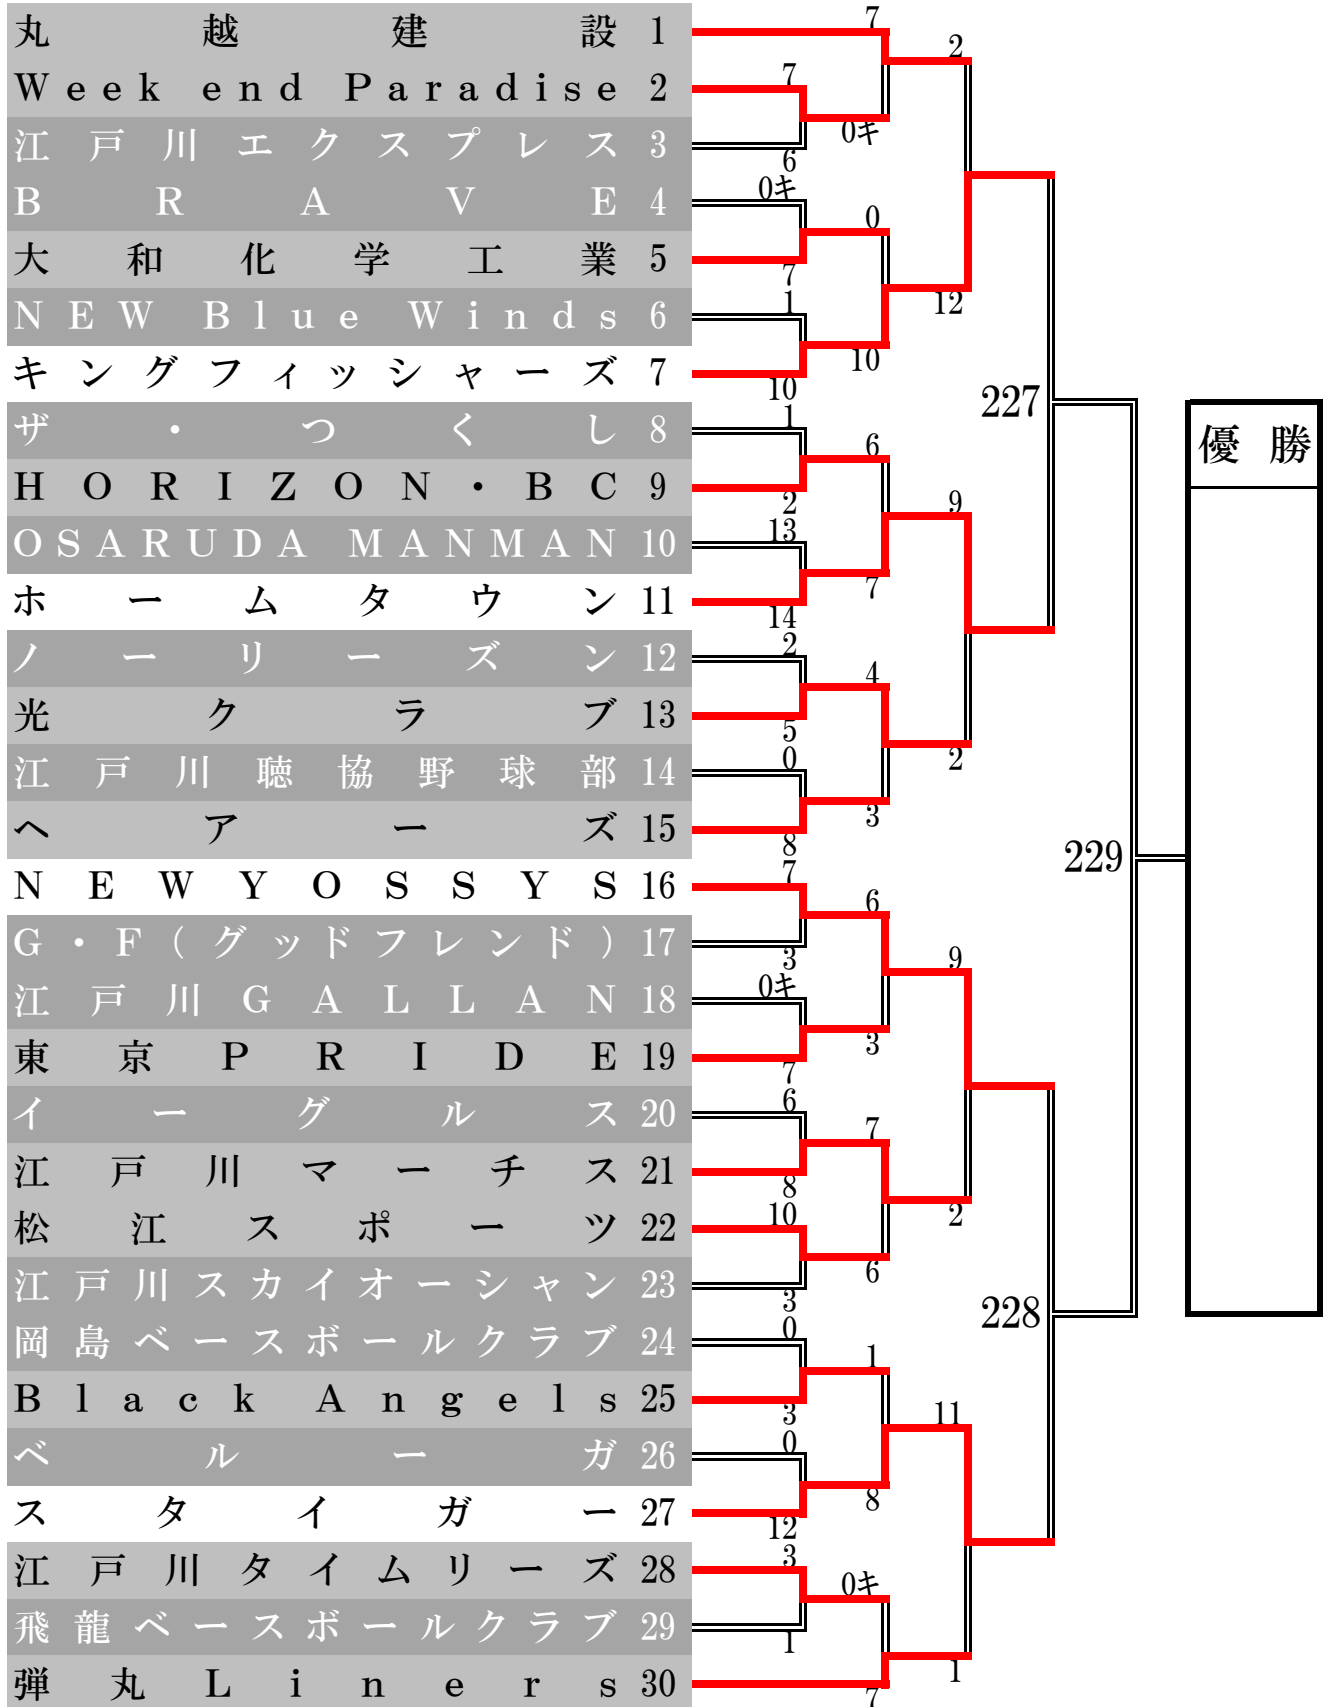 丸越建設 1
Week end Paradise 2
江戸川エクスプレス 3
BRAVE 4
大和化学工業 5
NEW Blue Winds 6
キングフィッシャーズ 7
ザ・つくし 8
HORIZON・BC 9
OSARUDA MANMAN 10
ホームタウン 11
ノーリーズン 12
光クラブ 13
江戸川聴協野球部 14
ヘアーズ 15
NEWYOSSYS 16
G・F(グッドフレンド) 17
江戸川GALLAN 18
東京PRIDE 19
イーグルス 20
江戸川マーチス 21
松江スポーツ 22
江戸川スカイオーシャン 23
岡島ベースボールクラブ 24
Black Angels 25
ベルーガ 26
スタイガー 27
江戸川タイムリーズ 28
飛龍ベースボールクラブ 29
弾丸Liners 30
7
6
0キ
7
1
10
1
2
13
14
2
5
0
8
7
3
0キ
7
6
8
10
3
0
3
0
12
3
1
7
0キ
0
10
6
7
4
3
6
3
7
6
1
8
0キ
7
2
12
9
2
9
2
11
1
227
228
229
優勝